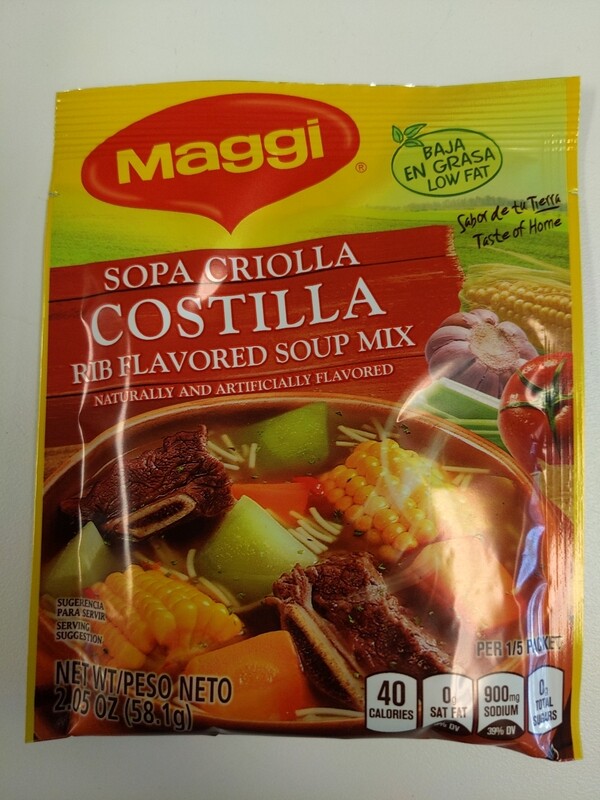 Maggi®
BAJA
EN GRASA
LOW FAT
Sabor de tu Tierra
Taste of Home
SOPA CRIOLLA
COSTILLA
RIB FLAVORED SOUP MIX
NATURALLY AND ARTIFICIALLY FLAVORED
SUGERENCIA
PARA SERVIR
SERVING
SUGGESTION
NET WT/PESO NETO
2.05 OZ (58.1g)
PER 1/5 PACKET
40
CALORIES
0g
SAT FAT
% DV
900mg
SODIUM
39% DV
0g
TOTAL
SUGARS